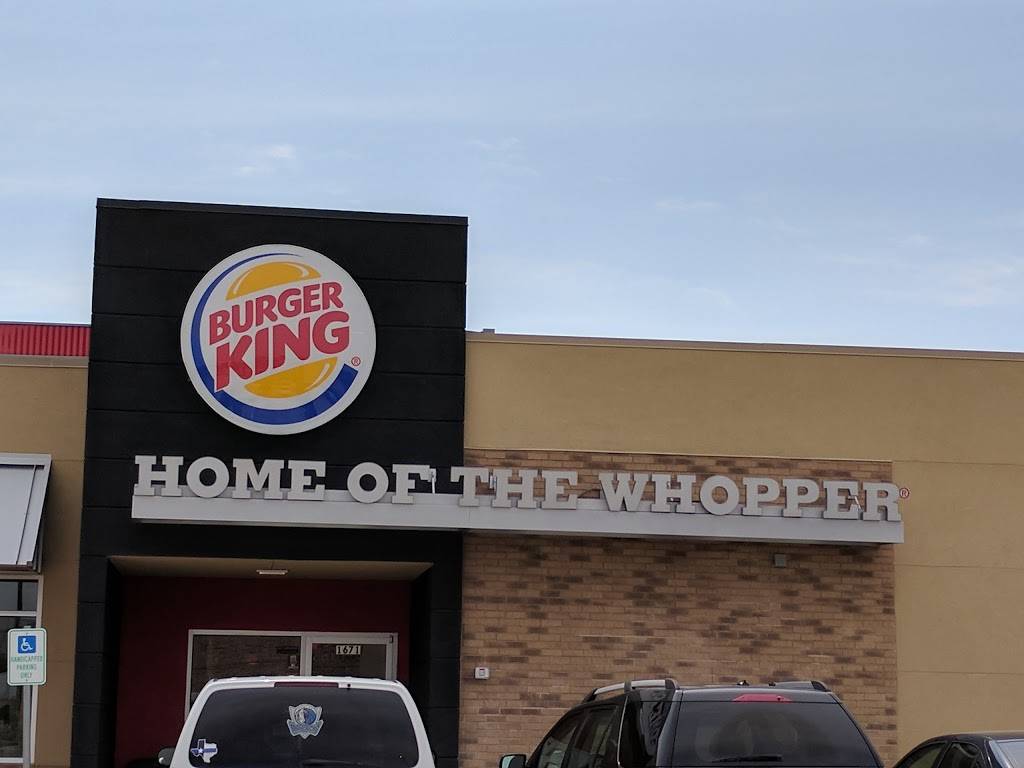 BURGER
KING®
HOME OF THE WHOPPER®
1671
HANDICAPPED
PARKING
ONLY